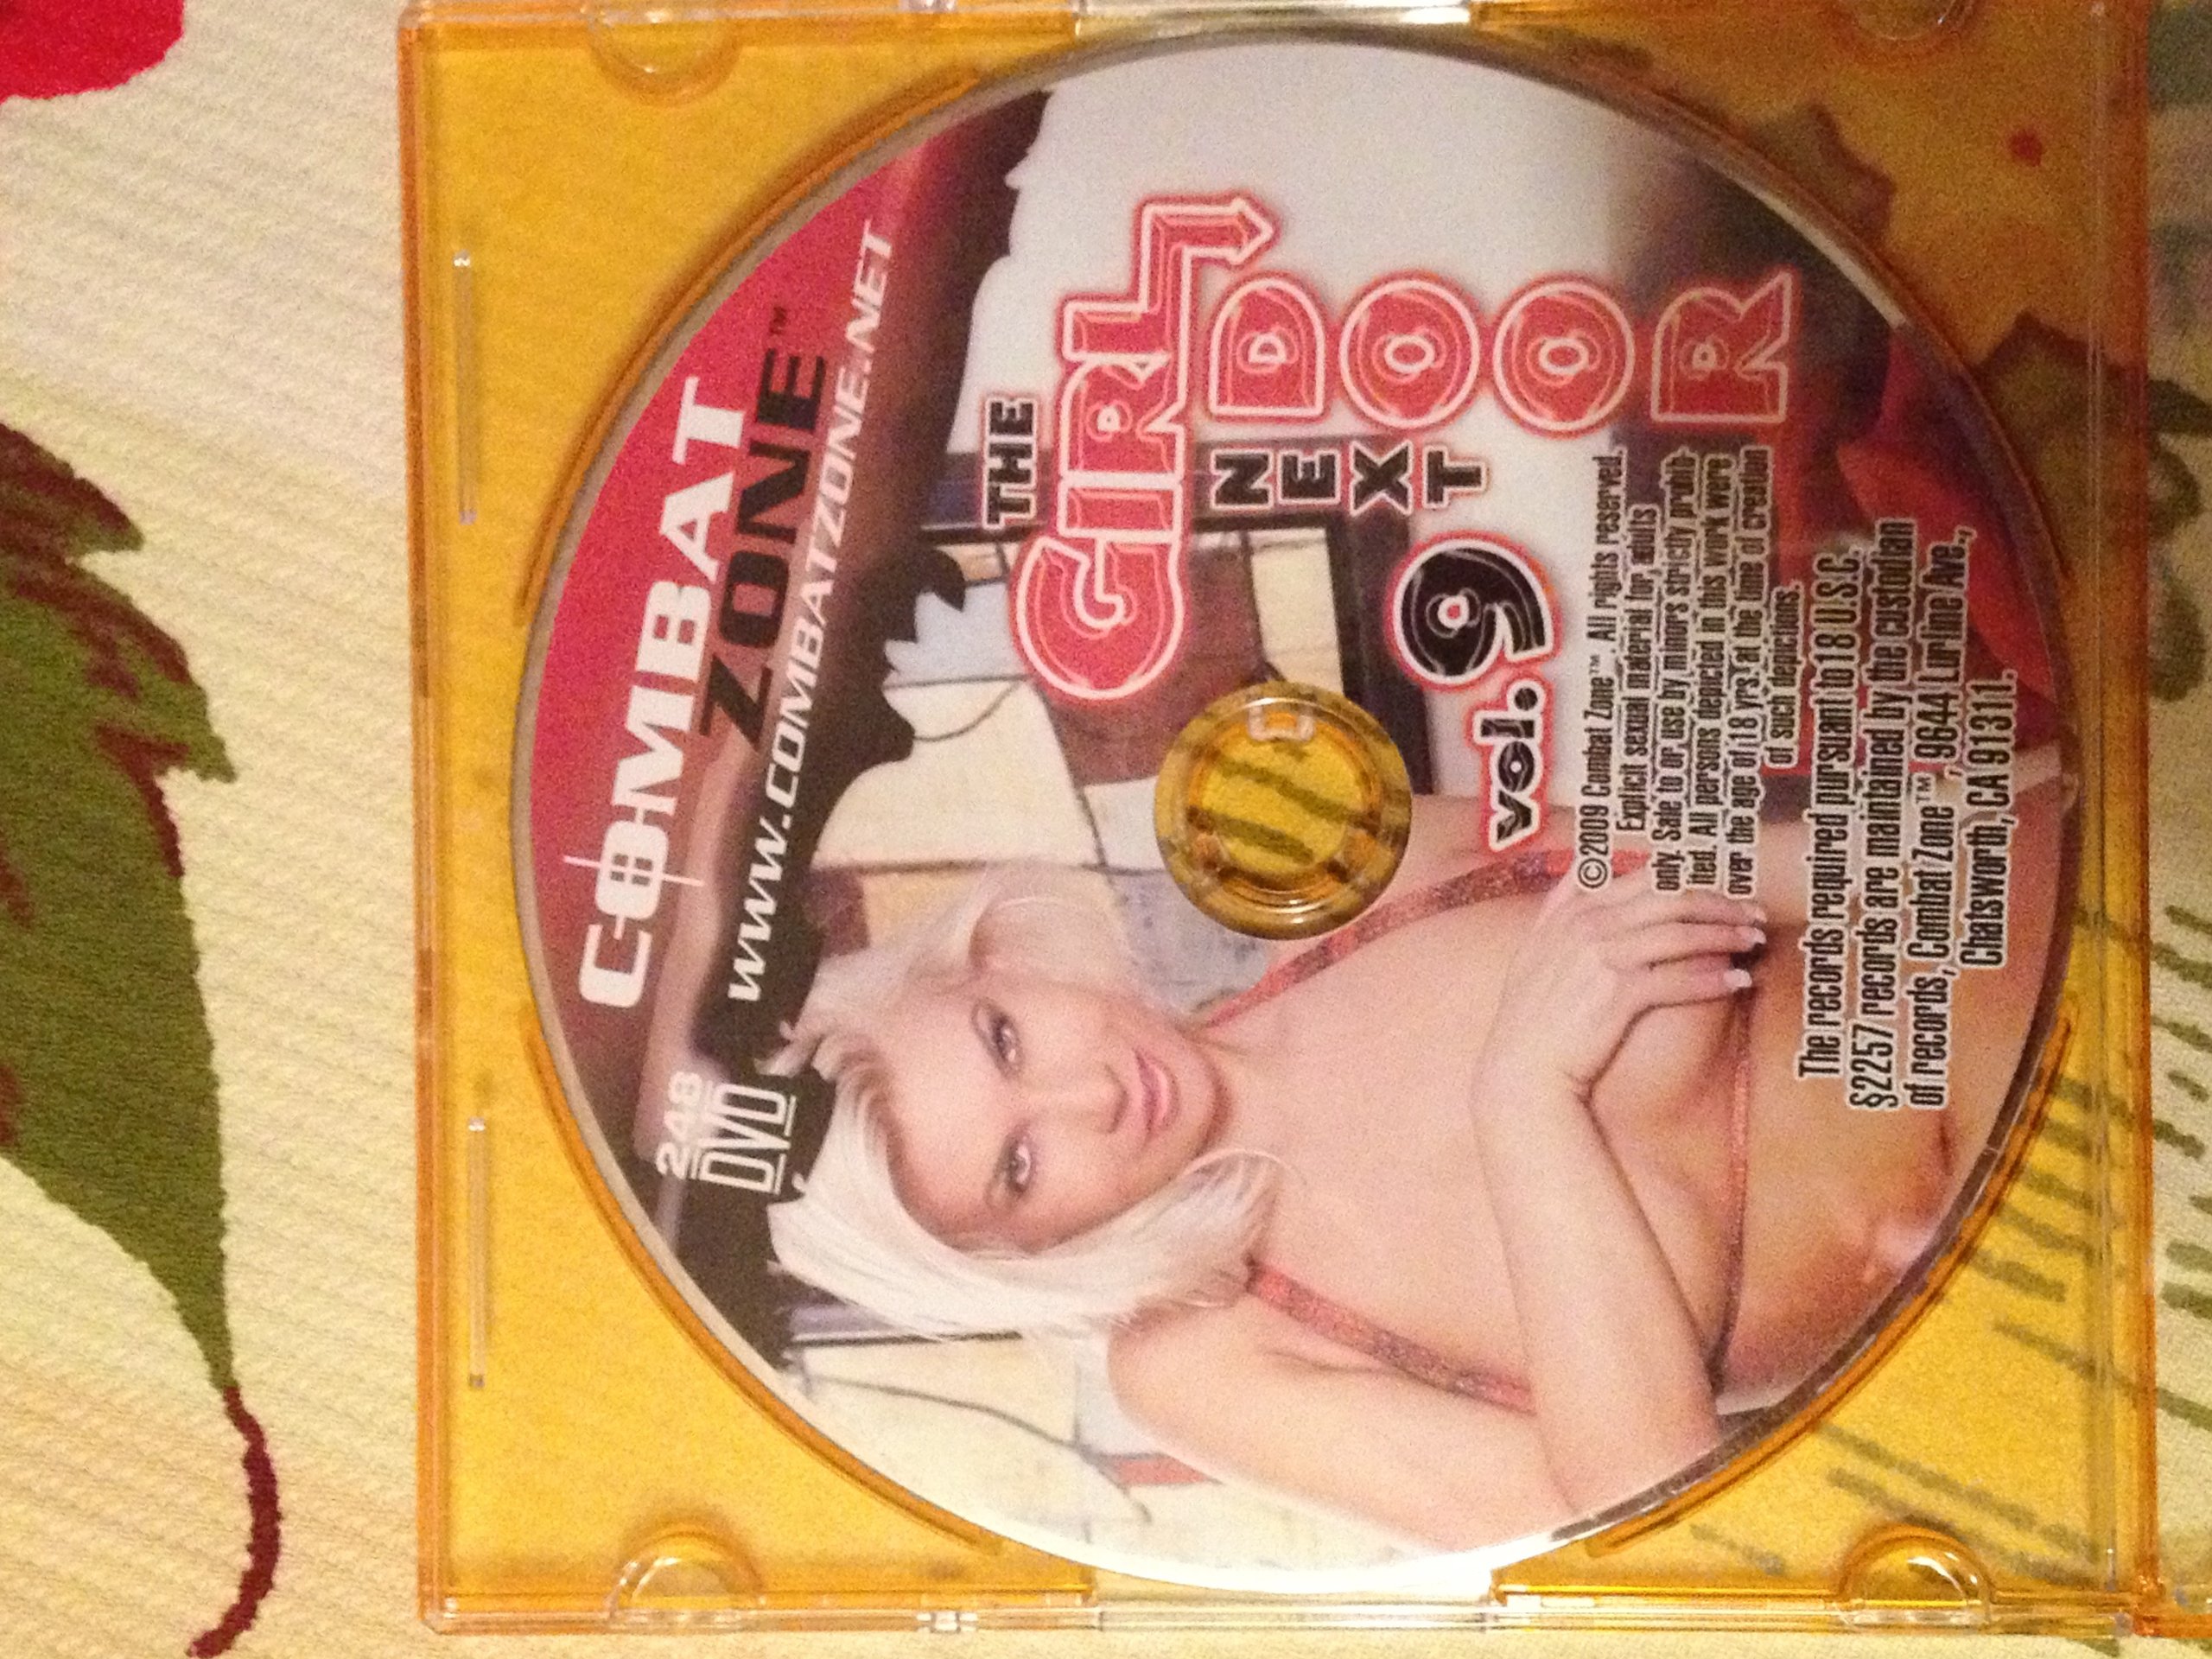 COMBAT
ZONE™
WWW.COMBATZONE.NET
248
DVD
THE
GIRL
NEXT
DOOR
vol. 9
©2009 Combat Zone™ All rights reserved.
Explicit sexual material for adults
only. Sale to or use by minors strictly prohib-
ited. All persons depicted in this work were
over the age of 18 yrs. at the time of creation
of such depictions.
The records required pursuant to 18 U.S.C.
§2257 records are maintained by the custodian
of records, Combat Zone™, 9644 Lurline Ave.,
Chatsworth, CA 91311.